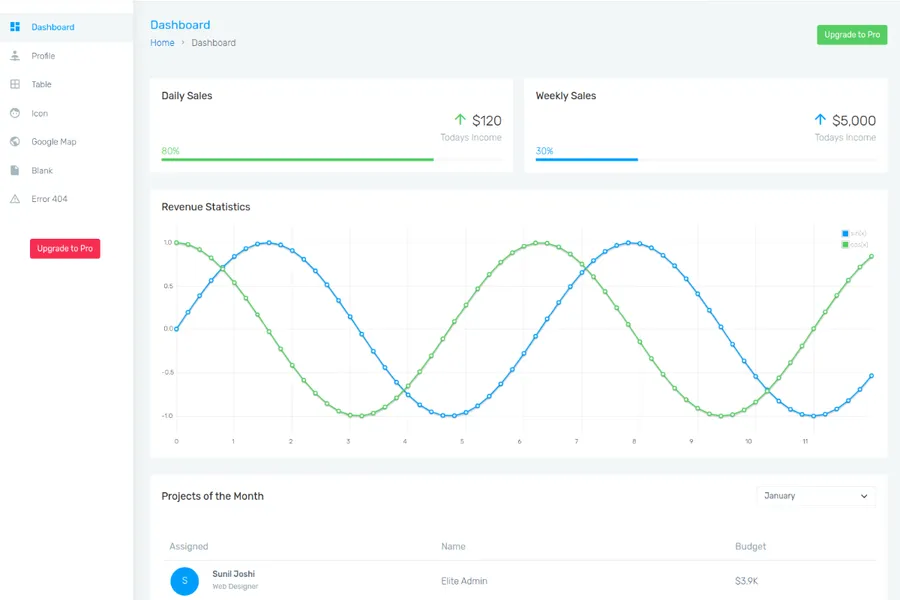 Dashboard
Profile
Table
Icon
Google Map
Blank
Error 404
Upgrade to Pro
Dashboard
Home > Dashboard
Upgrade to Pro
Daily Sales
$120
Todays Income
80%
Weekly Sales
$5,000
Todays Income
30%
Revenue Statistics
sin(x)
cos(x)
1.0
0.5
0.0
-0.5
-1.0
0 1 2 3 4 5 6 7 8 9 10 11
Projects of the Month
January
Assigned Name Budget
S Sunil Joshi
Web Designer
Elite Admin
$3.9K